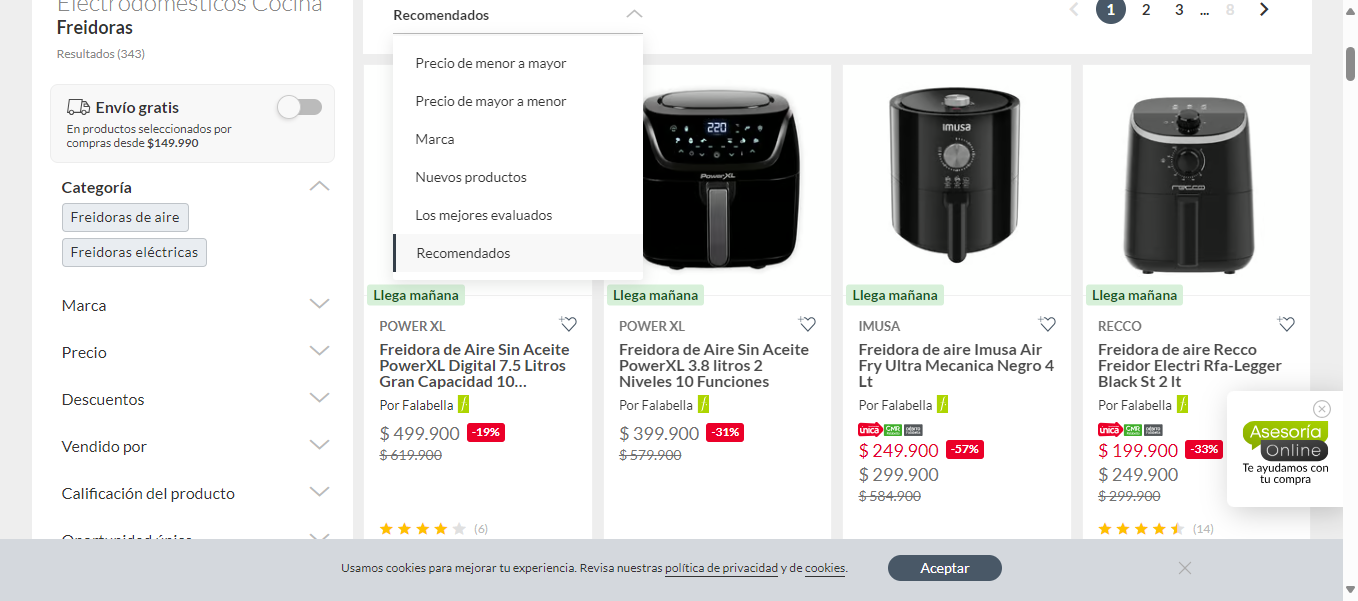 Electrodomésticos Cocina
Freidoras
Resultados (343)
Envío gratis
En productos seleccionados por
compras desde $149.990
Categoría
Freidoras de aire
Freidoras eléctricas
Marca
Precio
Descuentos
Vendido por
Calificación del producto
Oportunidad única
Recomendados
Precio de menor a mayor
Precio de mayor a menor
Marca
Nuevos productos
Los mejores evaluados
Recomendados
1 2 3 ... 8
220
PowerXL
imusa
recco
Llega mañana
POWER XL
Freidora de Aire Sin Aceite
PowerXL Digital 7.5 Litros
Gran Capacidad 10...
Por Falabella
$ 499.900 -19%
$ 619.900
(6)
Llega mañana
POWER XL
Freidora de Aire Sin Aceite
PowerXL 3.8 litros 2
Niveles 10 Funciones
Por Falabella
$ 399.900 -31%
$ 579.900
Llega mañana
IMUSA
Freidora de aire Imusa Air
Fry Ultra Mecanica Negro 4
Lt
Por Falabella
unica CMR
$ 249.900 -57%
$ 299.900
$ 584.900
Llega mañana
RECCO
Freidora de aire Recco
Freidor Electri Rfa-Legger
Black St 2 lt
Por Falabella
unica CMR
$ 199.900 -33%
$ 249.900
$ 299.900
(14)
Asesoría
Online
Te ayudamos con
tu compra
Usamos cookies para mejorar tu experiencia. Revisa nuestras política de privacidad y de cookies.
Aceptar